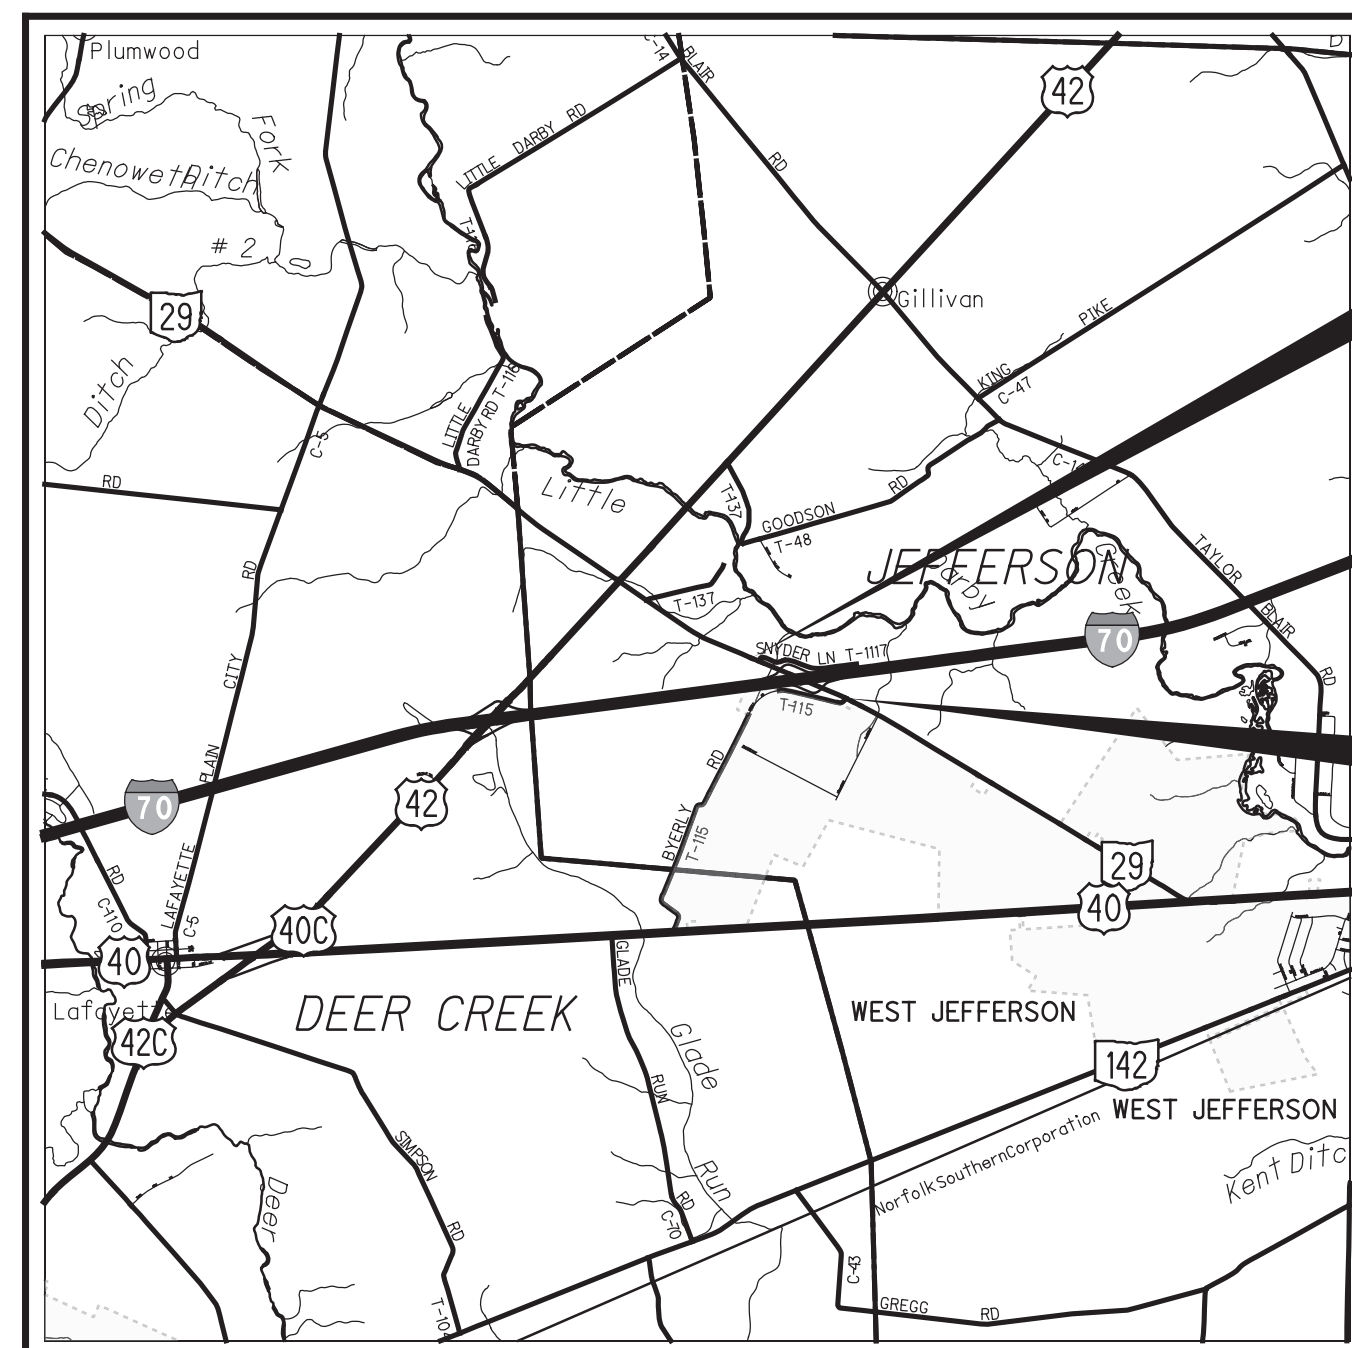 Plumwood
C-14
BLAIR
RD
42
D
Spring
Fork
LITTLE DARBY RD
Chenoweth Ditch
# 2
29
Gillivan
PIKE
KING
C-47
Ditch
LITTLE
DARBY RD T-116
C-5
RD
Little
T-137
GOODSON RD
T-48
C-14
JEFFERSON
Darby
Creek
TAYLOR
BLAIR
RD
RD
T-137
SNYDER LN T-1117
70
CITY
T-115
PLAIN
RD
70
42
BYERLY
T-115
29
40
RD
C-110
LAFAYETTE
C-5
40C
40
GLADE
Lafayette
DEER CREEK
WEST JEFFERSON
42C
Glade
142
RUN
WEST JEFFERSON
Norfolk Southern Corporation
SIMPSON
Run
Kent Ditc
Deer
RD
RD
C-70
C-43
T-104
GREGG RD